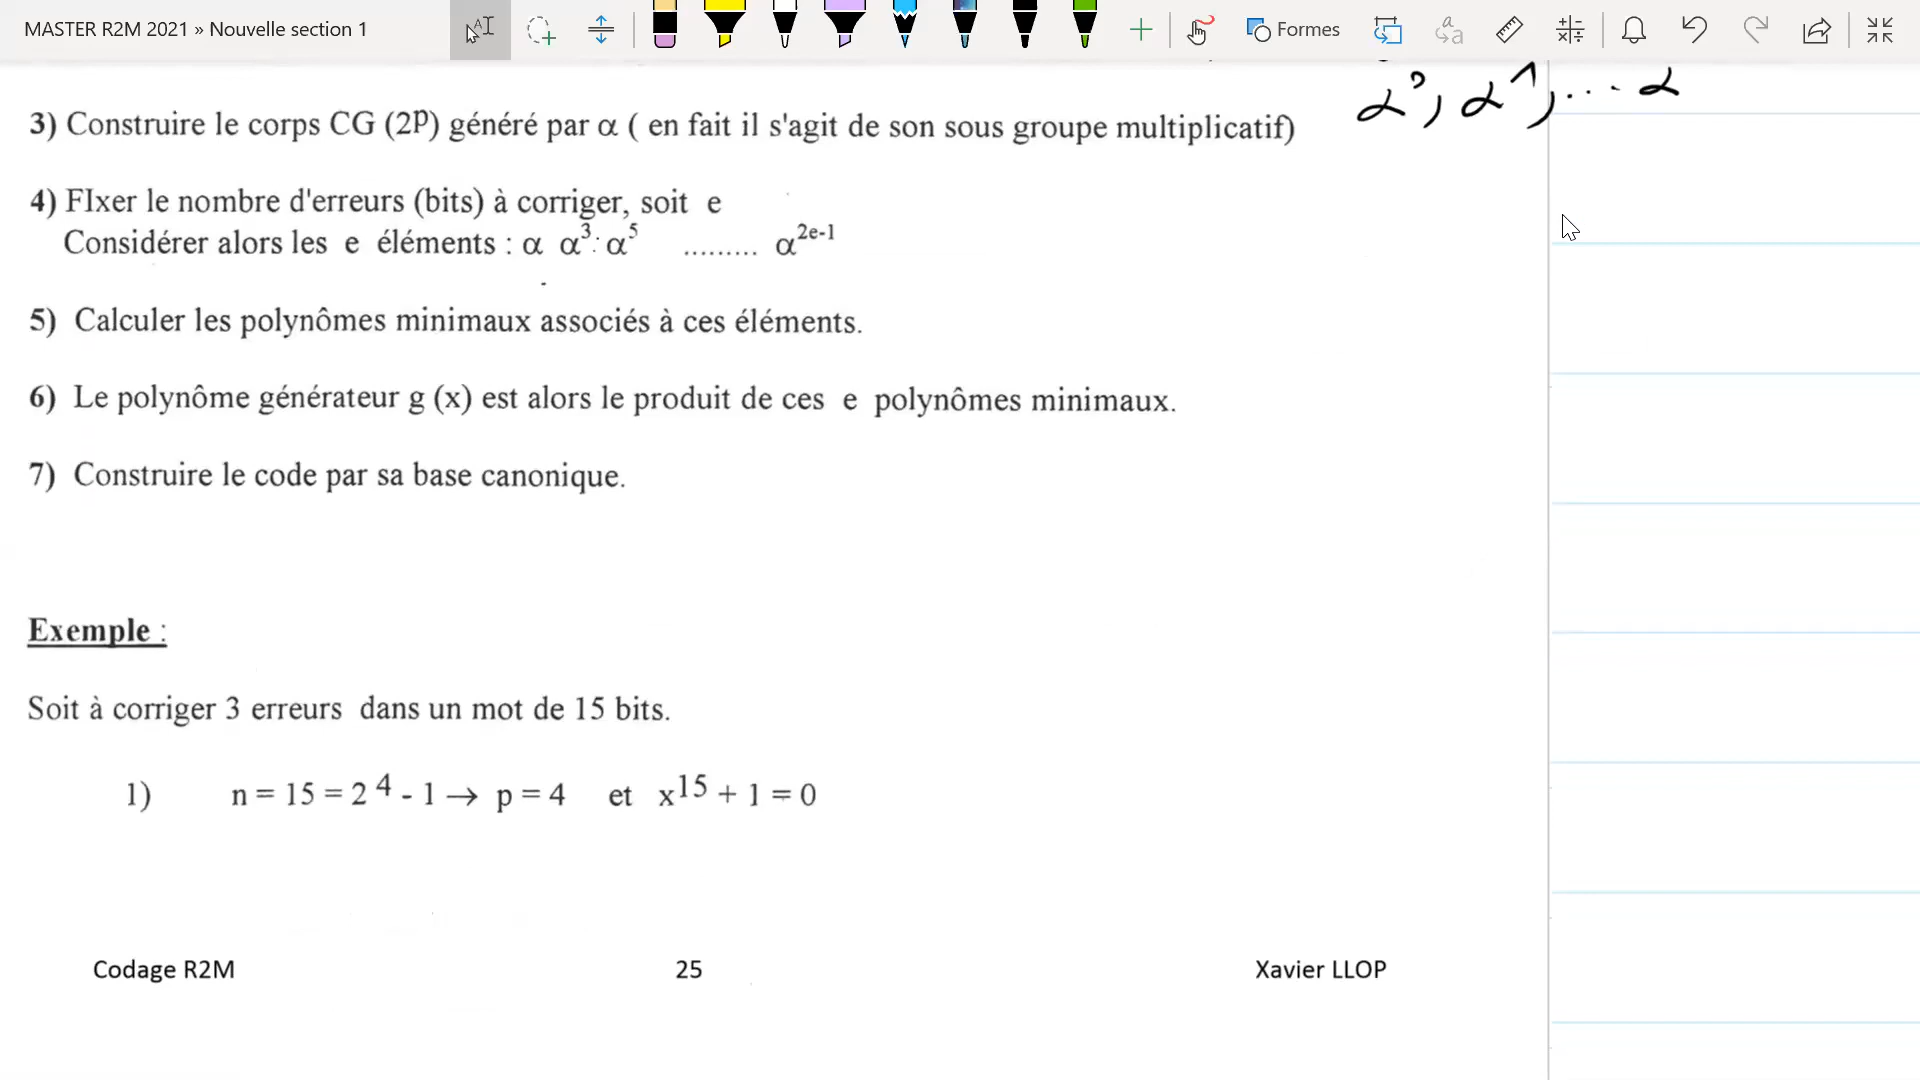 MASTER R2M 2021 » Nouvelle section 1
Formes
α⁰, α¹, ... α
3) Construire le corps CG (2ᵖ) généré par α ( en fait il s'agit de son sous groupe multiplicatif)
4) FIxer le nombre d'erreurs (bits) à corriger, soit e
Considérer alors les e éléments : α α³ α⁵ ......... α²ᵉ⁻¹
5) Calculer les polynômes minimaux associés à ces éléments.
6) Le polynôme générateur g (x) est alors le produit de ces e polynômes minimaux.
7) Construire le code par sa base canonique.
Exemple :
Soit à corriger 3 erreurs dans un mot de 15 bits.
1) n = 15 = 2⁴ - 1 → p = 4 et x¹⁵ + 1 = 0
Codage R2M 25 Xavier LLOP